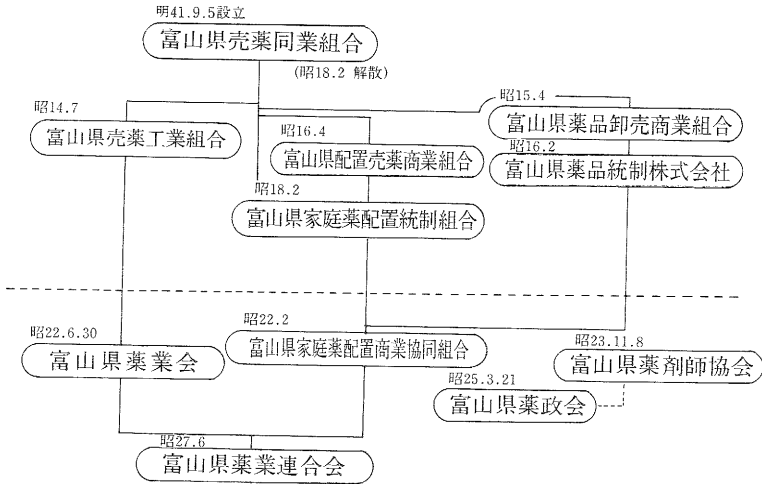 明41.9.5設立
富山県売薬同業組合
(昭18.2 解散)
昭14.7
富山県売薬工業組合
昭15.4
富山県薬品卸売商業組合
昭16.4
富山県配置売薬商業組合
昭16.2
富山県薬品統制株式会社
昭18.2
富山県家庭薬配置統制組合
昭22.6.30
富山県薬業会
昭22.2
富山県家庭薬配置商業協同組合
昭23.11.8
富山県薬剤師協会
昭25.3.21
富山県薬政会
昭27.6
富山県薬業連合会